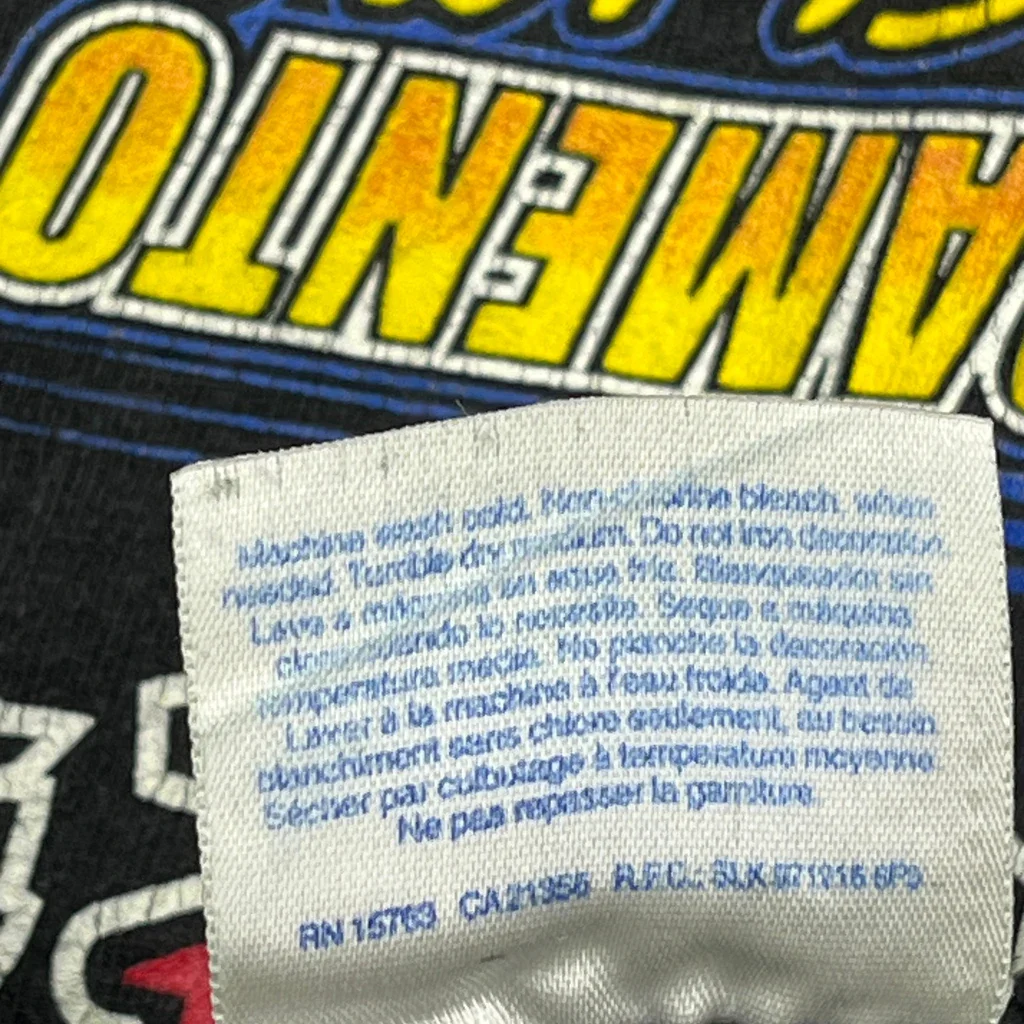 AMENTO
Machine wash cold. Non-chlorine bleach, when
needed. Tumble dry medium. Do not iron decoration.
Lave a máquina en agua fría. Blanqueador sin
cloro cuando lo necesite. Seque a máquina
temperatura media. No planche la decoración.
Laver à la machine à l'eau froide. Agent de
blanchiment sans chlore seulement, au besoin
Sécher par culbutage à température moyenne
Ne pas repasser la garniture
RN 15763 CA21356 R.F.C.: SLK